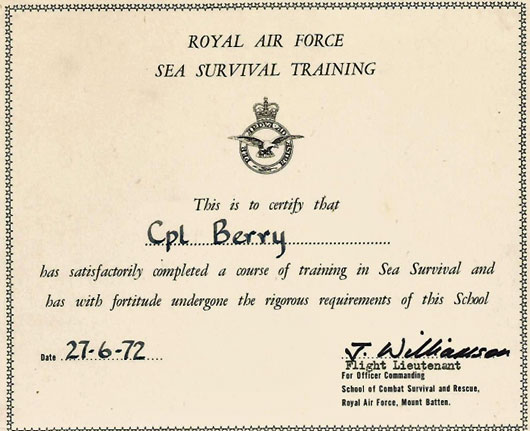 ROYAL AIR FORCE
SEA SURVIVAL TRAINING
This is to certify that
Cpl Berry
has satisfactorily completed a course of training in Sea Survival and
has with fortitude undergone the rigorous requirements of this School
Date 27-6-72
J. Williamson
Flight Lieutenant
For Officer Commanding
School of Combat Survival and Rescue,
Royal Air Force, Mount Batten.